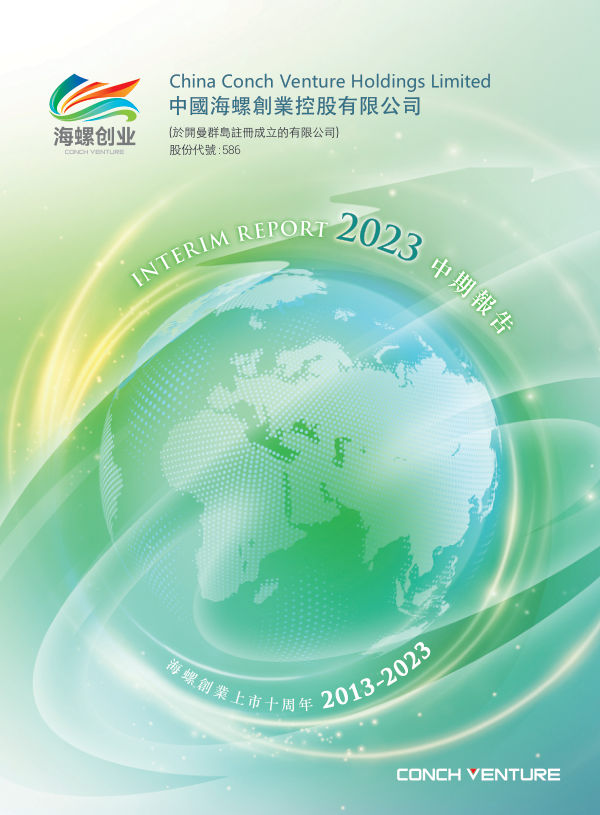 海螺创业
CONCH VENTURE
China Conch Venture Holdings Limited
中國海螺創業控股有限公司
(於開曼群島註冊成立的有限公司)
股份代號:586
INTERIM REPORT 2023 中期報告
海螺創業上市十周年 2013-2023
CONCH VENTURE